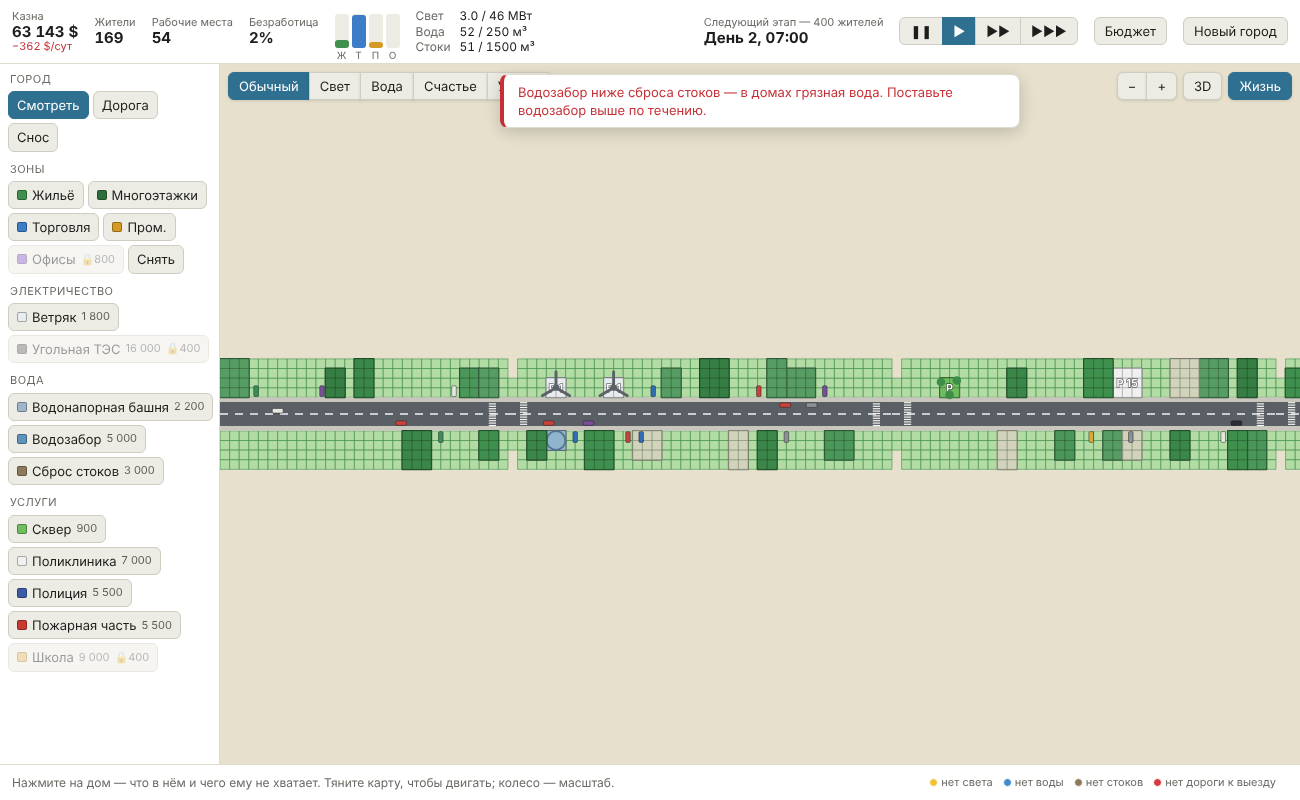 Казна
63 143 $
−362 $/сут
Жители
169
Рабочие места
54
Безработица
2%
Ж Т П О
Свет 3.0 / 46 МВт
Вода 52 / 250 м³
Стоки 51 / 1500 м³
Следующий этап — 400 жителей
День 2, 07:00
Бюджет
Новый город
ГОРОД
Смотреть
Дорога
Снос
ЗОНЫ
Жильё
Многоэтажки
Торговля
Пром.
Офисы 800
Снять
ЭЛЕКТРИЧЕСТВО
Ветряк 1 800
Угольная ТЭС 16 000 400
ВОДА
Водонапорная башня 2 200
Водозабор 5 000
Сброс стоков 3 000
УСЛУГИ
Сквер 900
Поликлиника 7 000
Полиция 5 500
Пожарная часть 5 500
Школа 9 000 400
Обычный
Свет
Вода
Счастье
Водозабор ниже сброса стоков — в домах грязная вода. Поставьте
водозабор выше по течению.
−
+
3D
Жизнь
P
P 15
Нажмите на дом — что в нём и чего ему не хватает. Тяните карту, чтобы двигать; колесо — масштаб.
нет света
нет воды
нет стоков
нет дороги к выезду